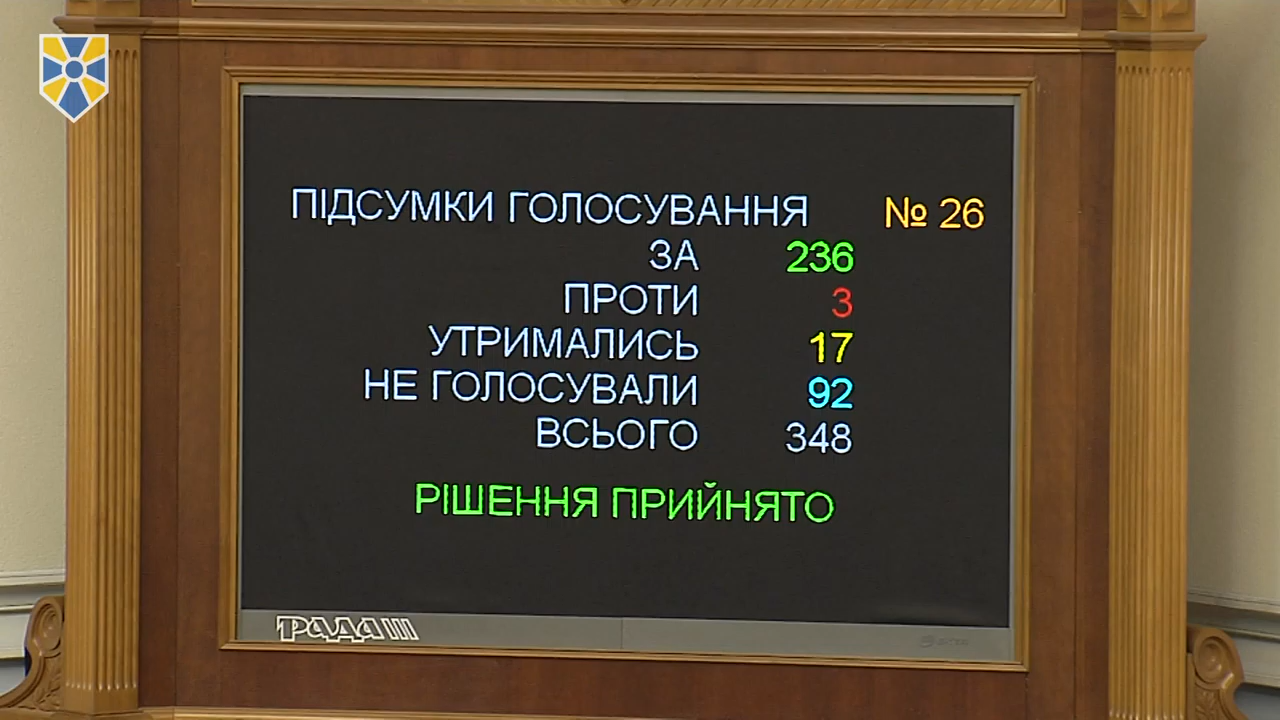 ПІДСУМКИ ГОЛОСУВАННЯ № 26
ЗА 236
ПРОТИ 3
УТРИМАЛИСЬ 17
НЕ ГОЛОСУВАЛИ 92
ВСЬОГО 348
РІШЕННЯ ПРИЙНЯТО
РАДА III